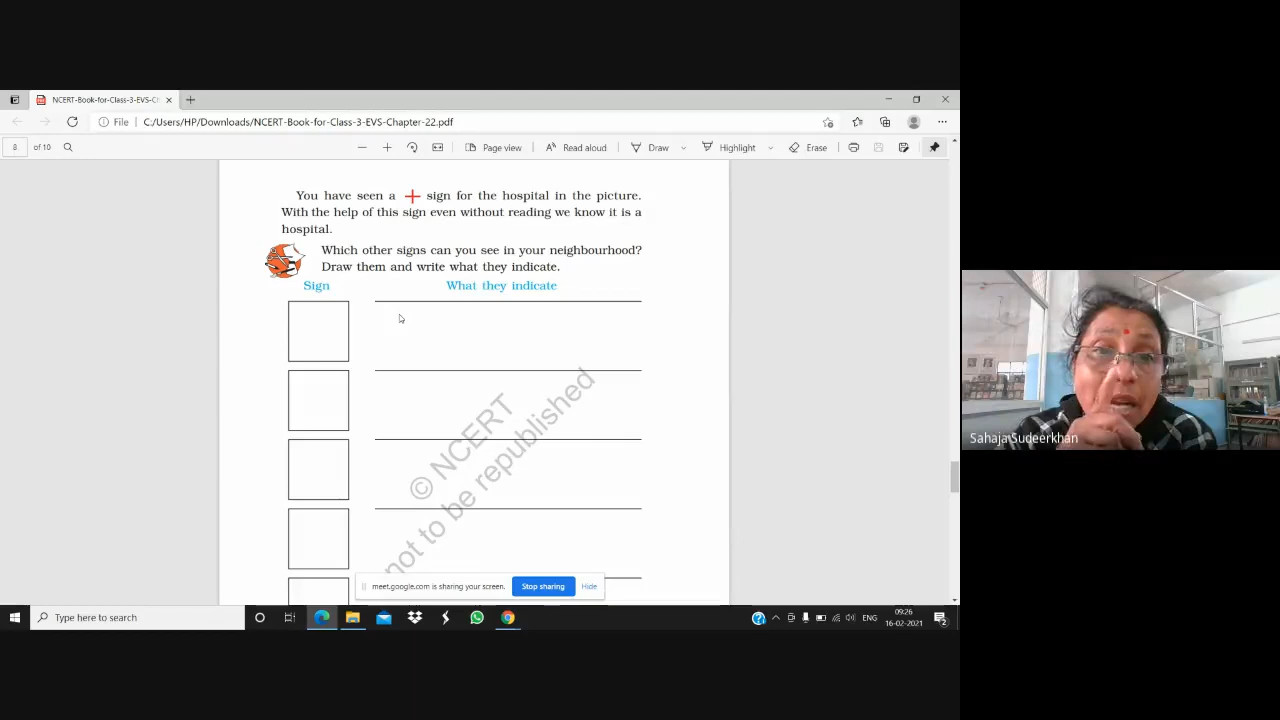 NCERT-Book-for-Class-3-EVS-Ch
File
C:/Users/HP/Downloads/NCERT-Book-for-Class-3-EVS-Chapter-22.pdf
8 of 10
Page view
Read aloud
Draw
Highlight
Erase
You have seen a + sign for the hospital in the picture.
With the help of this sign even without reading we know it is a
hospital.
Which other signs can you see in your neighbourhood?
Draw them and write what they indicate.
Sign What they indicate
© NCERT
not to be republished
meet.google.com is sharing your screen.
Stop sharing
Hide
Sahaja Sudeerkhan
Type here to search
ENG
09:26
16-02-2021
2